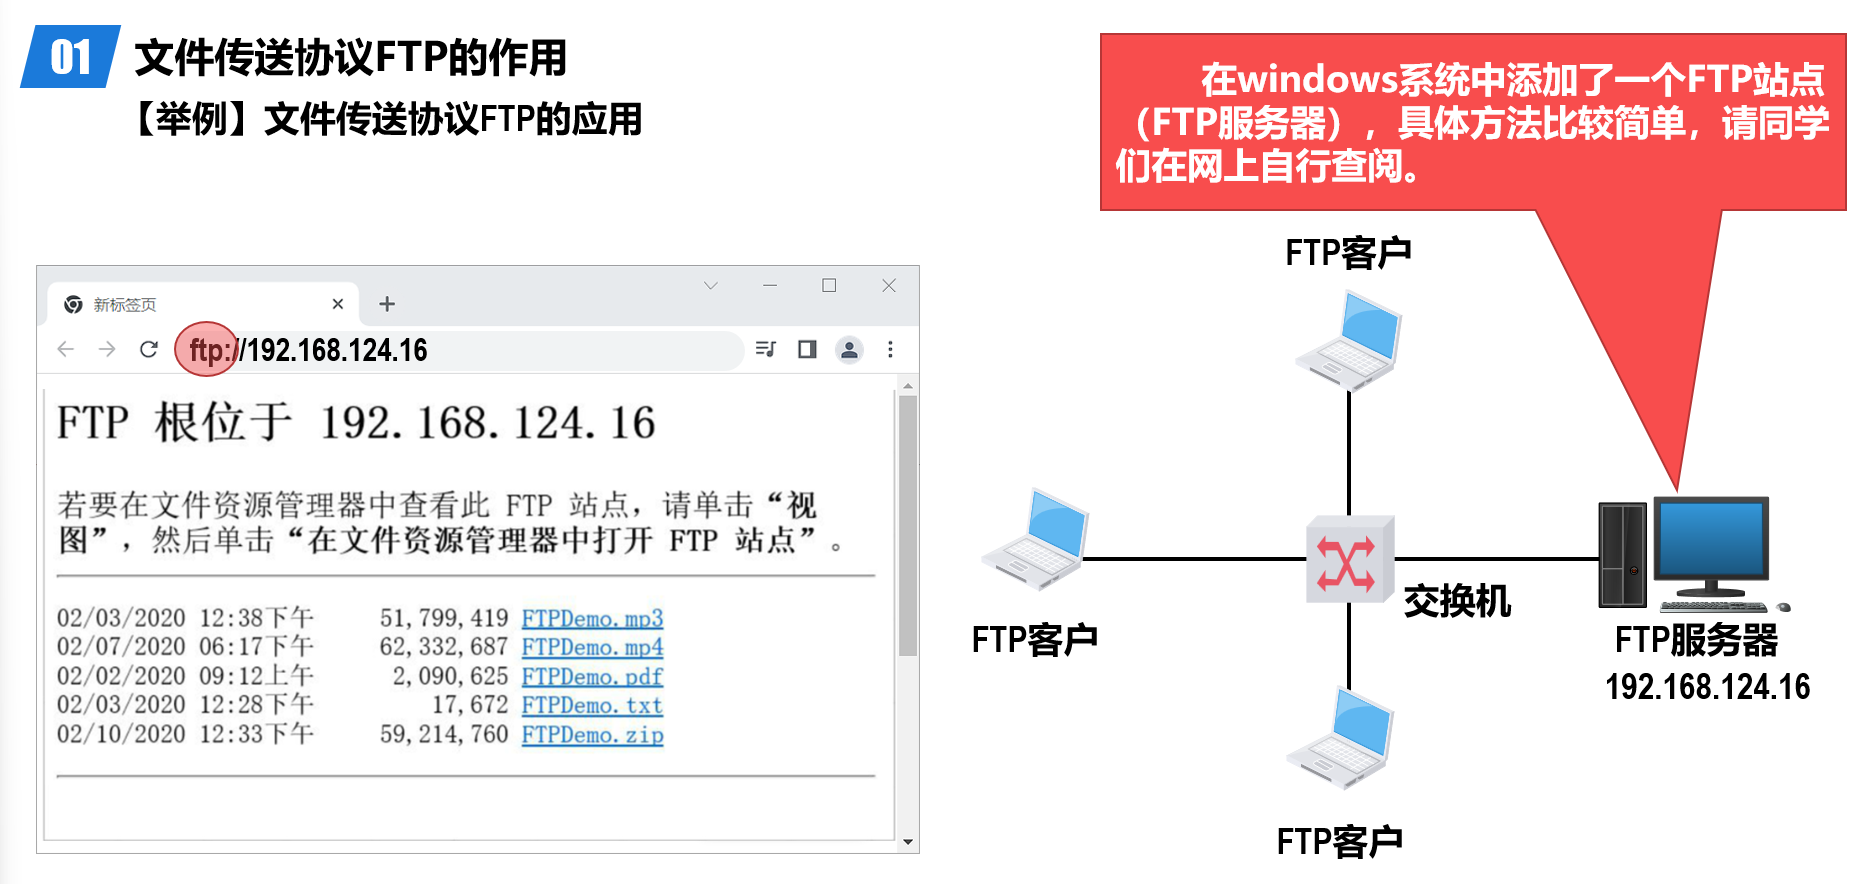 01 文件传送协议FTP的作用
【举例】文件传送协议FTP的应用
在windows系统中添加了一个FTP站点
（FTP服务器），具体方法比较简单，请同学
们在网上自行查阅。
新标签页
ftp://192.168.124.16
FTP 根位于 192.168.124.16
若要在文件资源管理器中查看此 FTP 站点，请单击“视
图”，然后单击“在文件资源管理器中打开 FTP 站点”。
02/03/2020 12:38下午 51,799,419 FTPDemo.mp3
02/07/2020 06:17下午 62,332,687 FTPDemo.mp4
02/02/2020 09:12上午 2,090,625 FTPDemo.pdf
02/03/2020 12:28下午 17,672 FTPDemo.txt
02/10/2020 12:33下午 59,214,760 FTPDemo.zip
FTP客户
FTP客户
交换机
FTP服务器
192.168.124.16
FTP客户